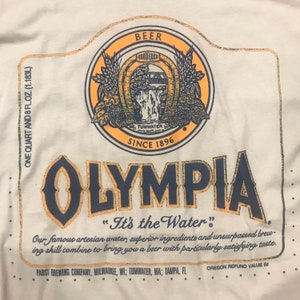 BEER
TUMWATER
SINCE 1896
®
ONE QUART AND 8 FL. OZ. (1.183L)
OLYMPIA
"It's the Water"®
Our famous artesian water, superior ingredients and unsurpassed brew-
ing skill combine to bring you a beer with particularly satisfying taste.
PABST BREWING COMPANY, MILWAUKEE, WI; TUMWATER, WA; TAMPA, FL
OREGON REFUND VALUE 5¢